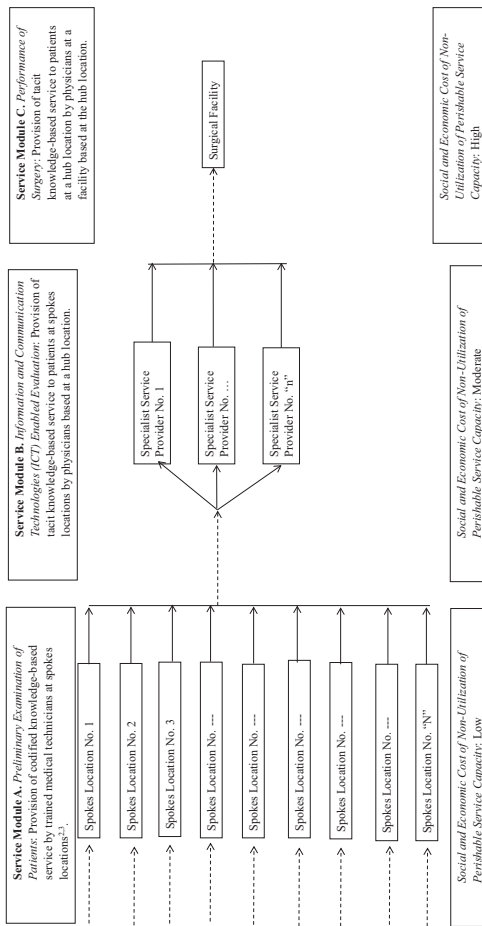 Service Module A. Preliminary Examination of
Patients: Provision of codified knowledge-based
service by trained medical technicians at spokes
locations2,3.
Spokes Location No. 1
Spokes Location No. 2
Spokes Location No. 3
Spokes Location No. ---
Spokes Location No. ---
Spokes Location No. ---
Spokes Location No. ---
Spokes Location No. ---
Spokes Location No. “N”
Social and Economic Cost of Non-Utilization of
Perishable Service Capacity: Low
Service Module B. Information and Communication
Technologies (ICT) Enabled Evaluation: Provision of
tacit knowledge-based service to patients at spokes
locations by physicians based at a hub location.
Specialist Service
Provider No. 1
Specialist Service
Provider No. …
Specialist Service
Provider No. “n”
Social and Economic Cost of Non-Utilization of
Perishable Service Capacity: Moderate
Service Module C. Performance of
Surgery: Provision of tacit
knowledge-based service to patients
at a hub location by physicians at a
facility based at the hub location.
Surgical Facility
Social and Economic Cost of Non-
Utilization of Perishable Service
Capacity: High